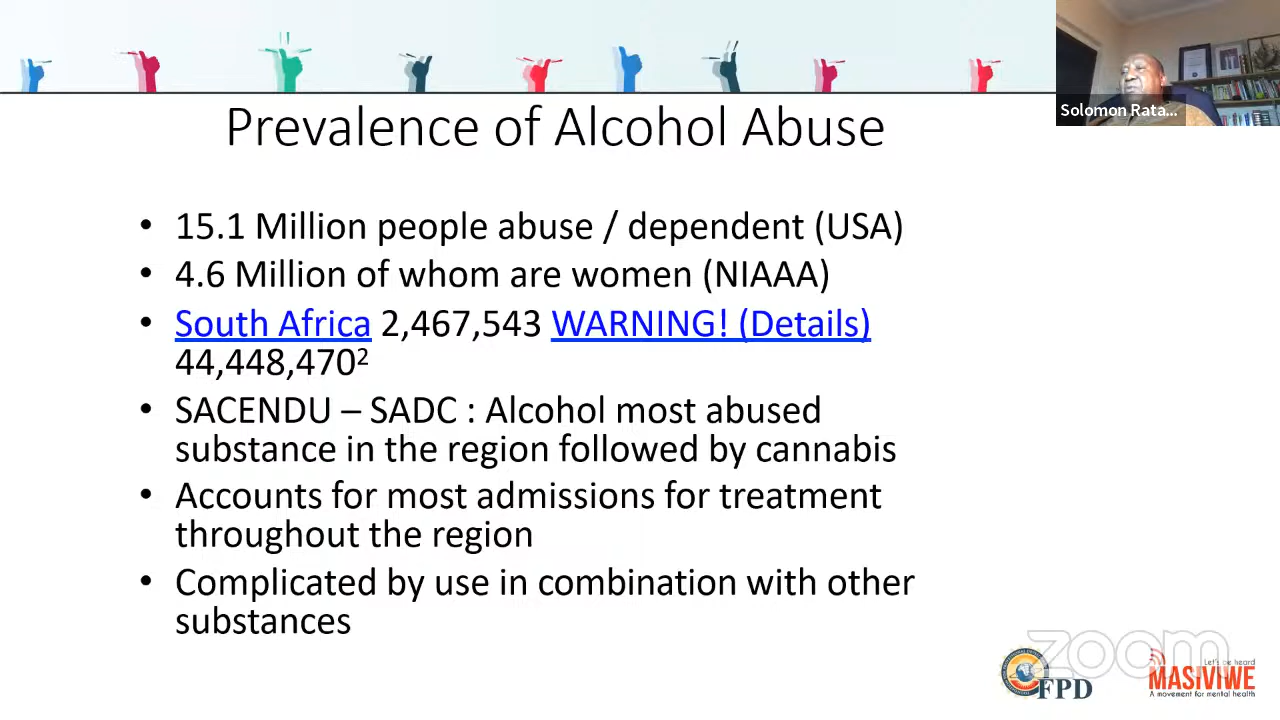 Solomon Rata...
Prevalence of Alcohol Abuse
• 15.1 Million people abuse / dependent (USA)
• 4.6 Million of whom are women (NIAAA)
• South Africa 2,467,543 WARNING! (Details)
44,448,470²
• SACENDU – SADC : Alcohol most abused
substance in the region followed by cannabis
• Accounts for most admissions for treatment
throughout the region
• Complicated by use in combination with other
substances
zoom
FPD
Let's be heard
MASIVIWE
A movement for mental health